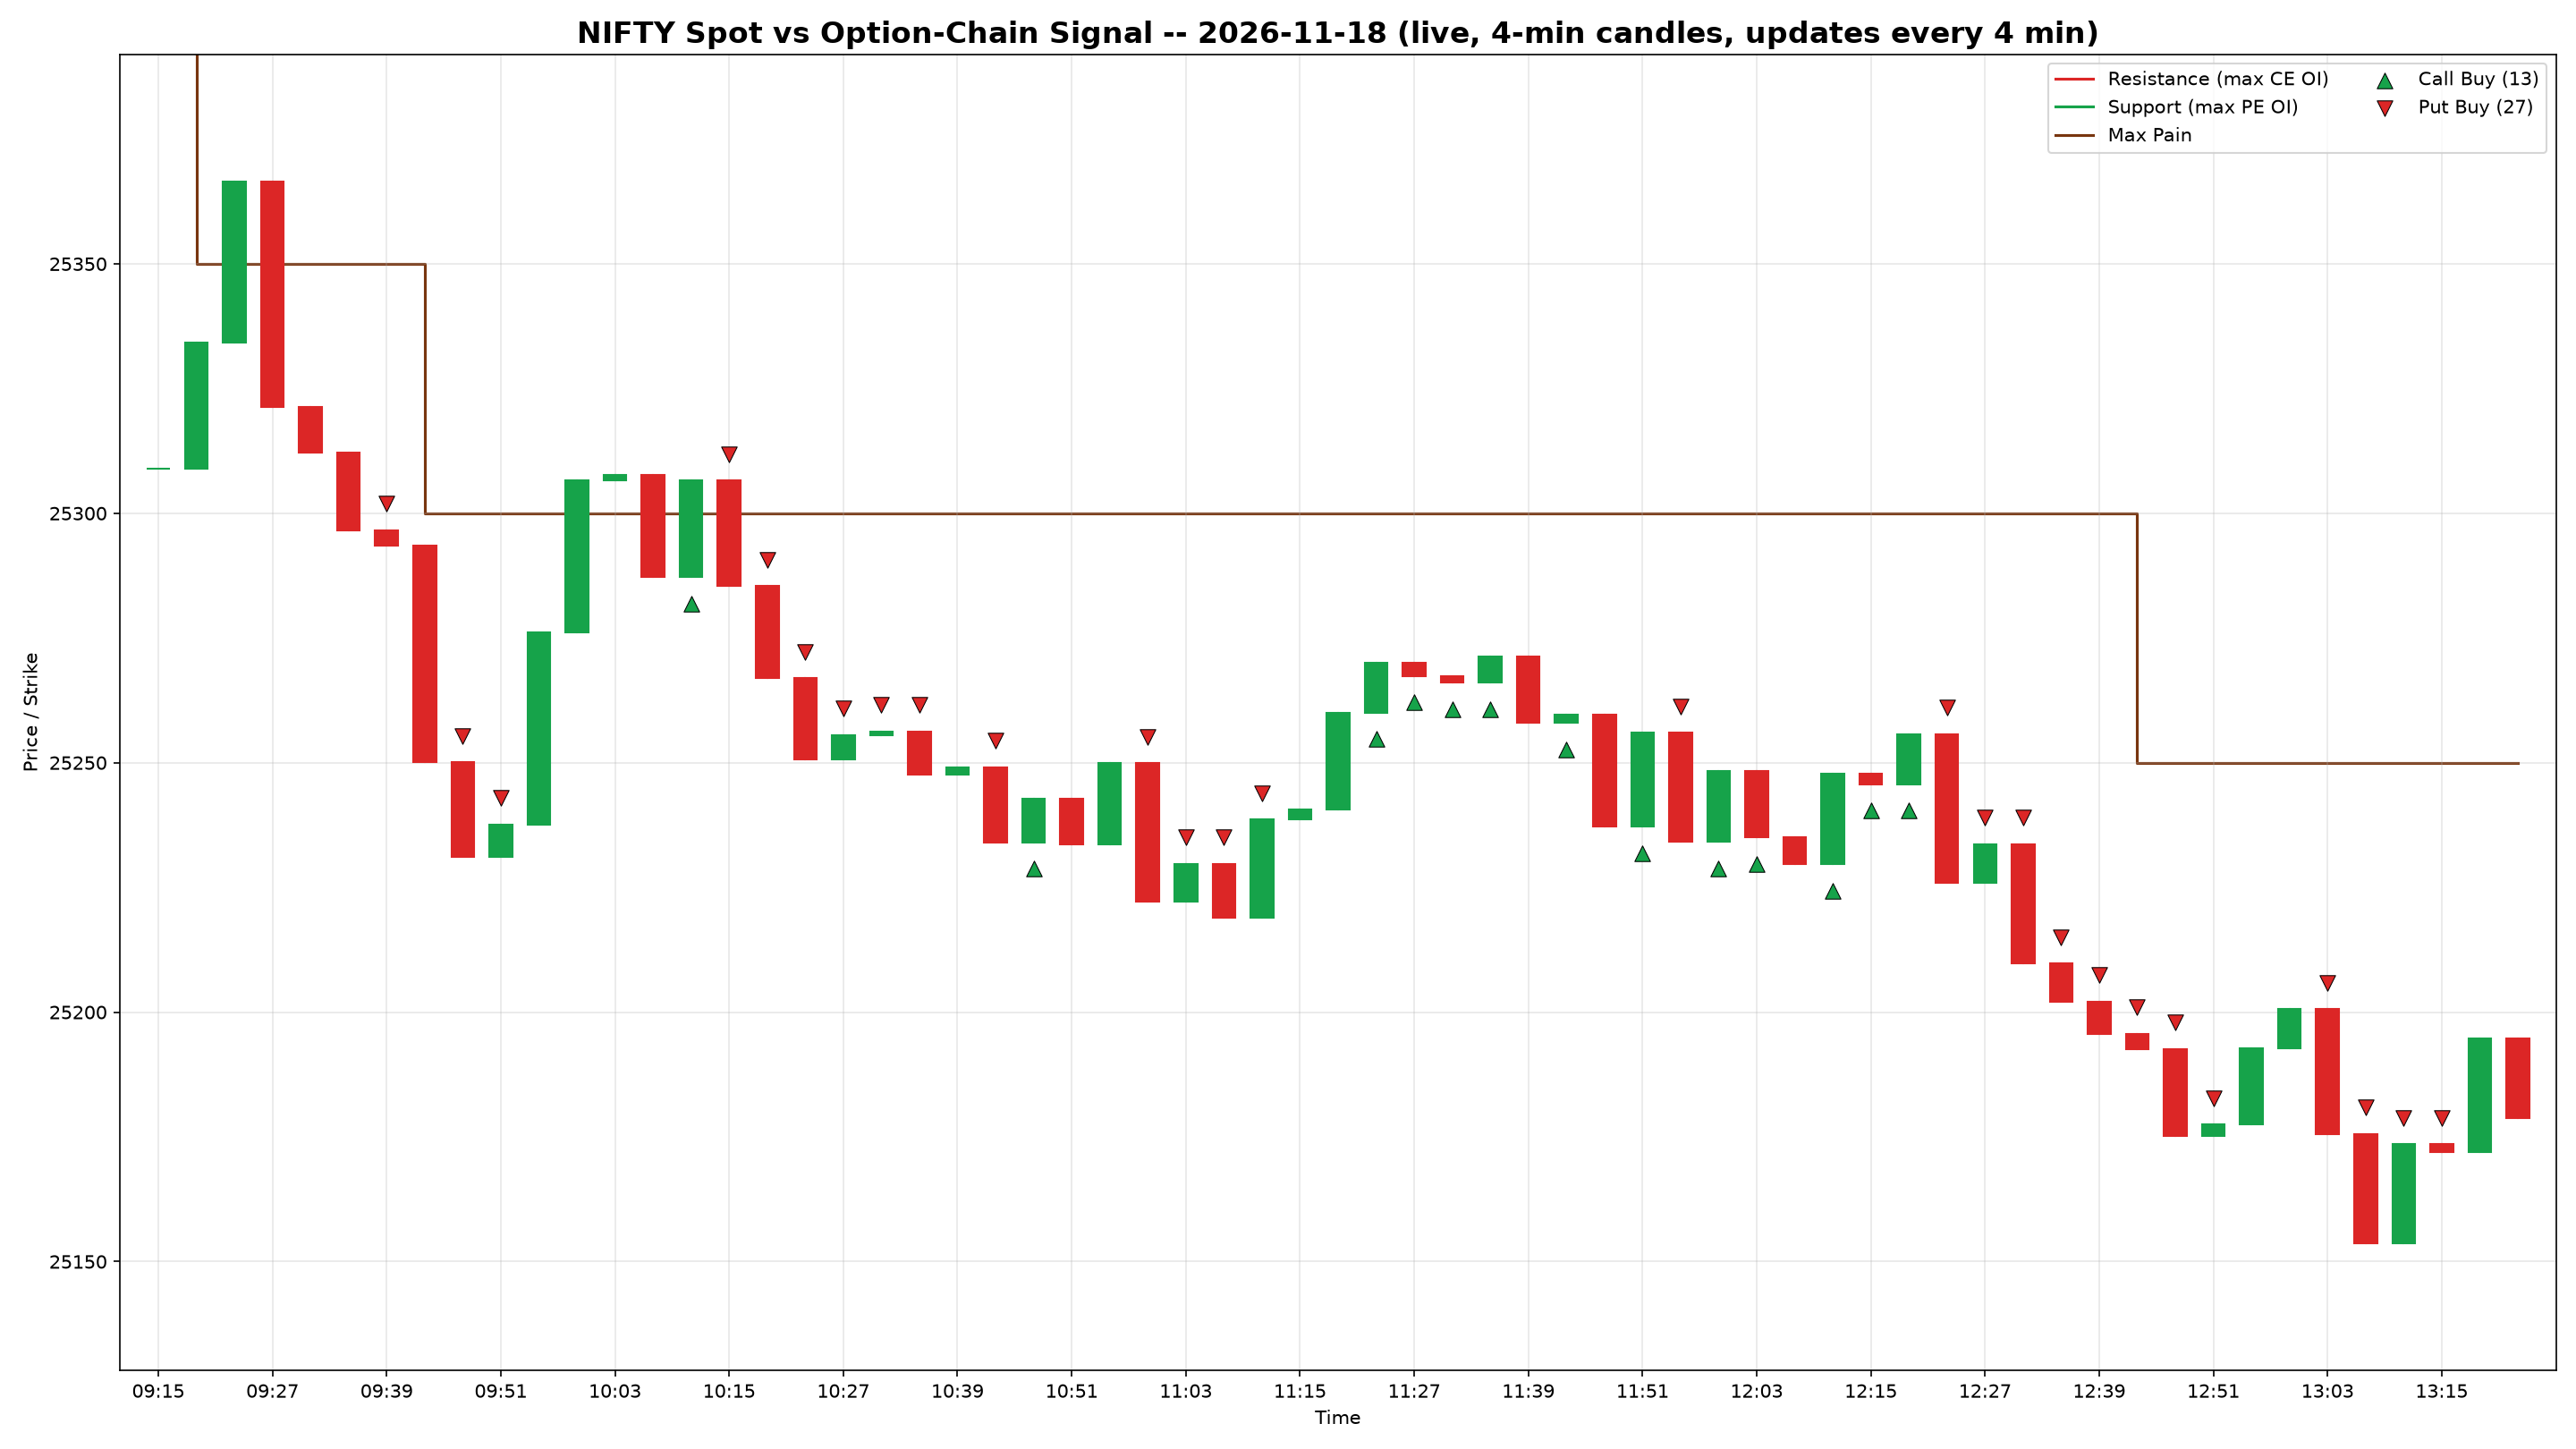 NIFTY Spot vs Option-Chain Signal -- 2026-11-18 (live, 4-min candles, updates every 4 min)
Resistance (max CE OI)
Support (max PE OI)
Max Pain
Call Buy (13)
Put Buy (27)
Price / Strike
25350
25300
25250
25200
25150
09:15 09:27 09:39 09:51 10:03 10:15 10:27 10:39 10:51 11:03 11:15 11:27 11:39 11:51 12:03 12:15 12:27 12:39 12:51 13:03 13:15
Time